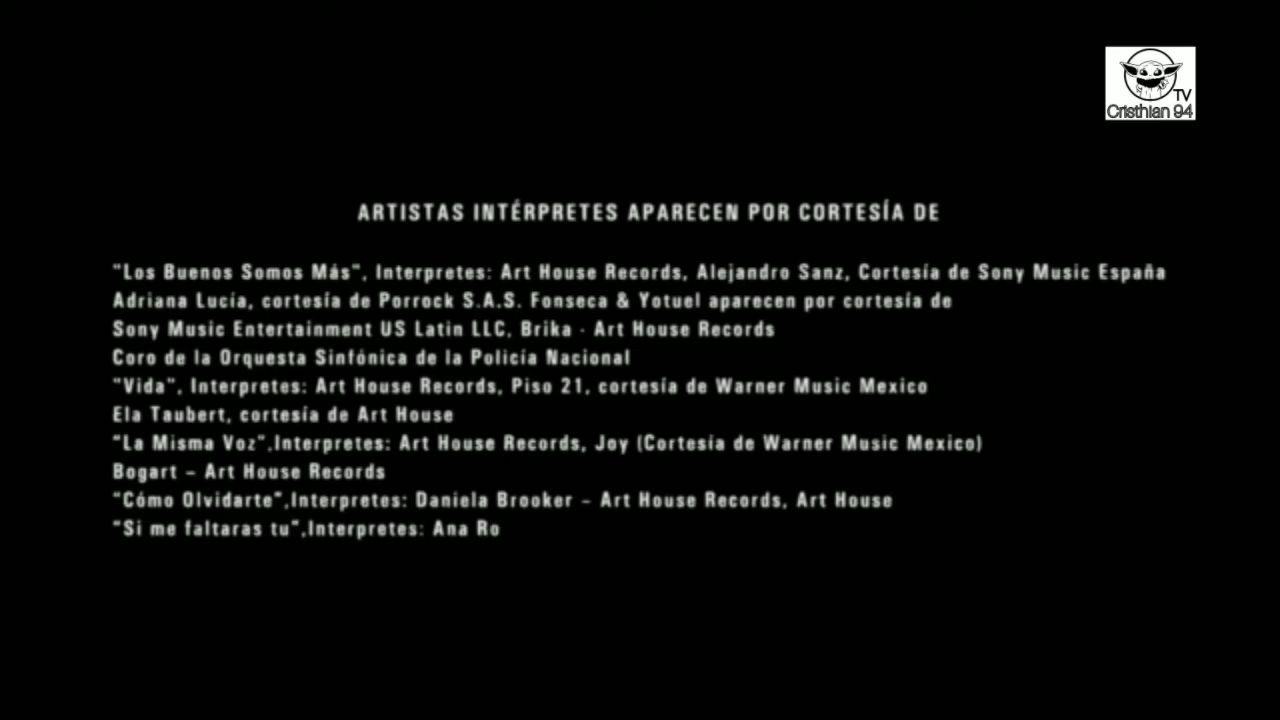 TV
Cristhian 94
ARTISTAS INTÉRPRETES APARECEN POR CORTESÍA DE
"Los Buenos Somos Más", Interpretes: Art House Records, Alejandro Sanz, Cortesía de Sony Music España
Adriana Lucía, cortesía de Porrock S.A.S. Fonseca & Yotuel aparecen por cortesía de
Sony Music Entertainment US Latin LLC, Brika - Art House Records
Coro de la Orquesta Sinfónica de la Policía Nacional
"Vida", Interpretes: Art House Records, Piso 21, cortesía de Warner Music Mexico
Ela Taubert, cortesía de Art House
"La Misma Voz",Interpretes: Art House Records, Joy (Cortesía de Warner Music Mexico)
Bogart – Art House Records
"Cómo Olvidarte",Interpretes: Daniela Brooker – Art House Records, Art House
"Si me faltaras tu",Interpretes: Ana Ro